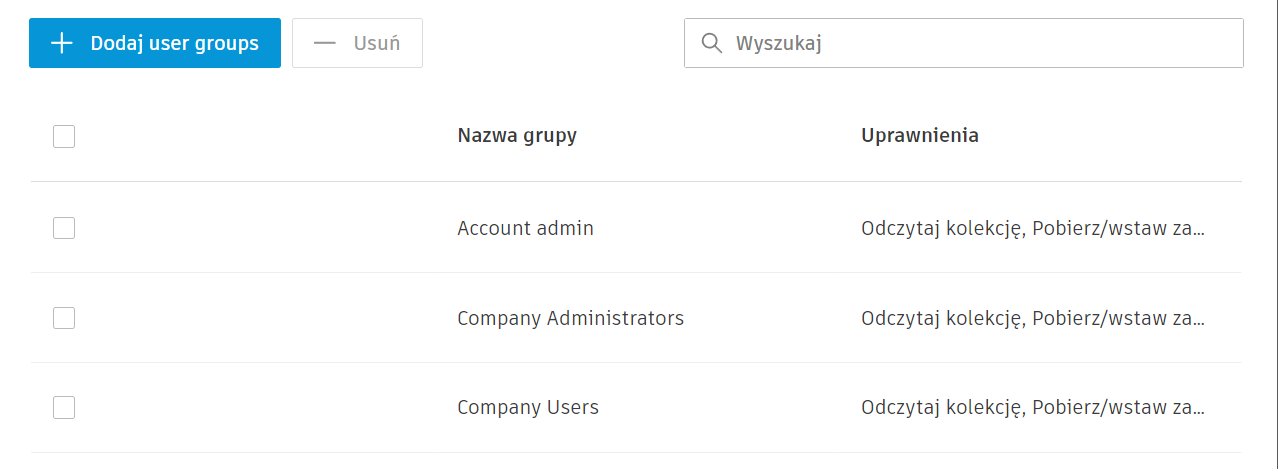 Dodaj user groups
Usuń
Wyszukaj
Nazwa grupy
Uprawnienia
Account admin
Odczytaj kolekcję, Pobierz/wstaw za...
Company Administrators
Odczytaj kolekcję, Pobierz/wstaw za...
Company Users
Odczytaj kolekcję, Pobierz/wstaw za...